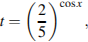 t = (2/5)^{cos x},